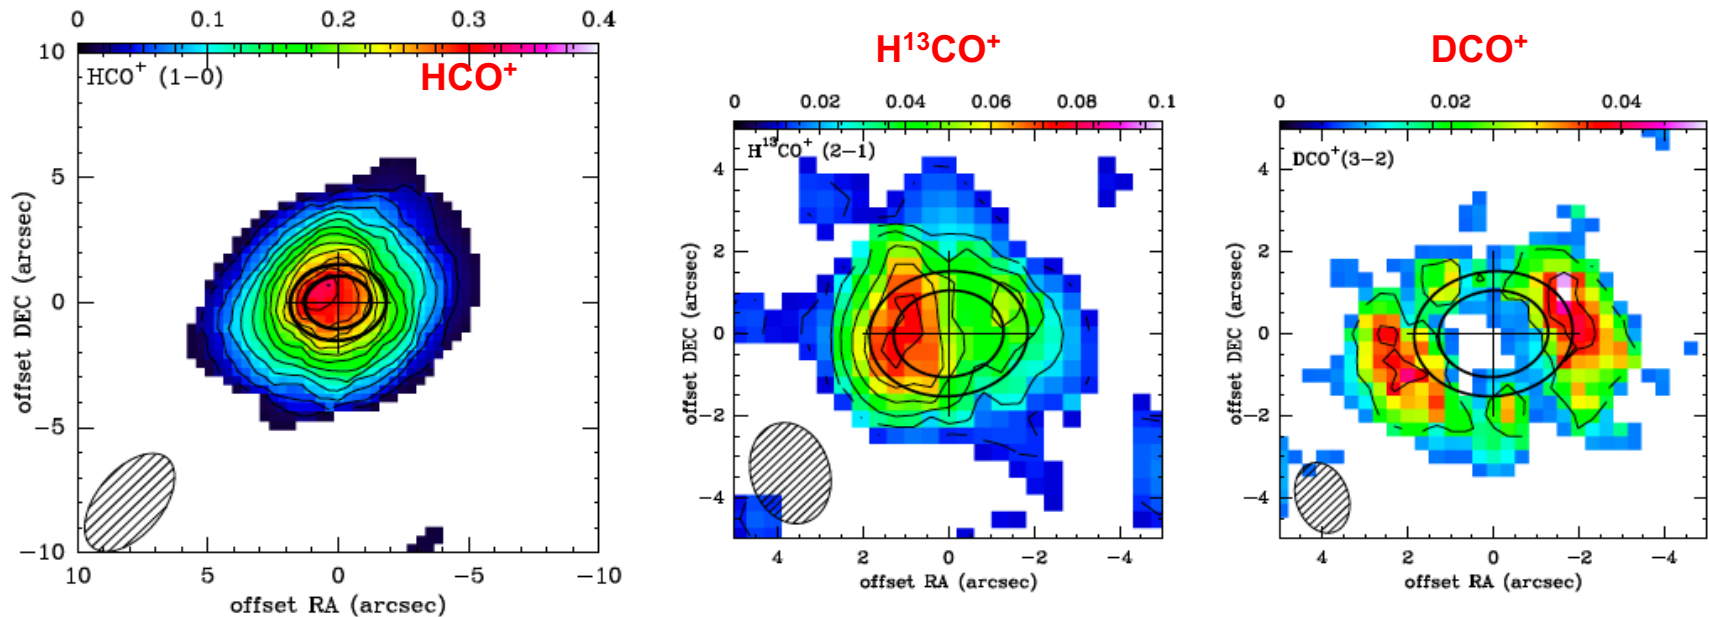 0 0.1 0.2 0.3 0.4
10 5 0 −5 −10
HCO⁺ (1−0)
HCO⁺
10 5 0 −5 −10
offset RA (arcsec)
offset DEC (arcsec)
H¹³CO⁺
0 0.02 0.04 0.06 0.08 0.1
H¹³CO⁺ (2−1)
4 2 0 −2 −4
4 2 0 −2 −4
offset RA (arcsec)
offset DEC (arcsec)
DCO⁺
0 0.02 0.04
DCO⁺(3−2)
4 2 0 −2 −4
4 2 0 −2 −4
offset RA (arcsec)
offset DEC (arcsec)